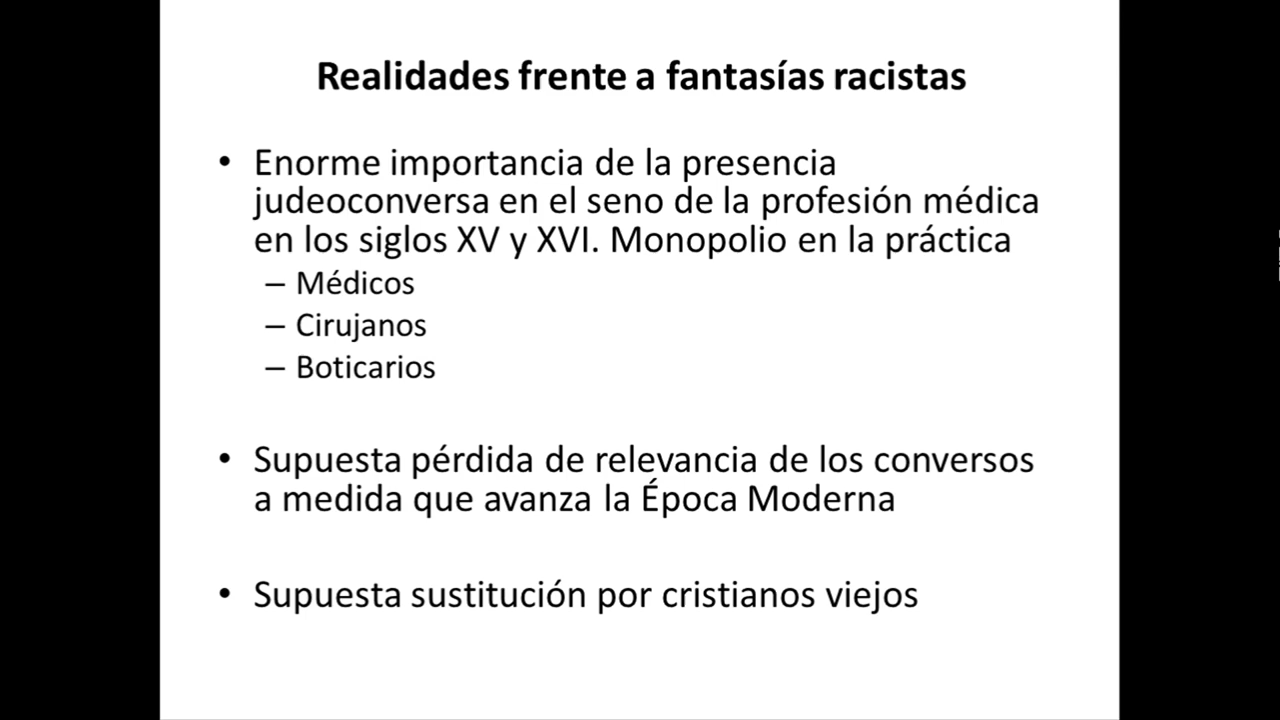 Realidades frente a fantasías racistas
• Enorme importancia de la presencia
judeoconversa en el seno de la profesión médica
en los siglos XV y XVI. Monopolio en la práctica
– Médicos
– Cirujanos
– Boticarios
• Supuesta pérdida de relevancia de los conversos
a medida que avanza la Época Moderna
• Supuesta sustitución por cristianos viejos